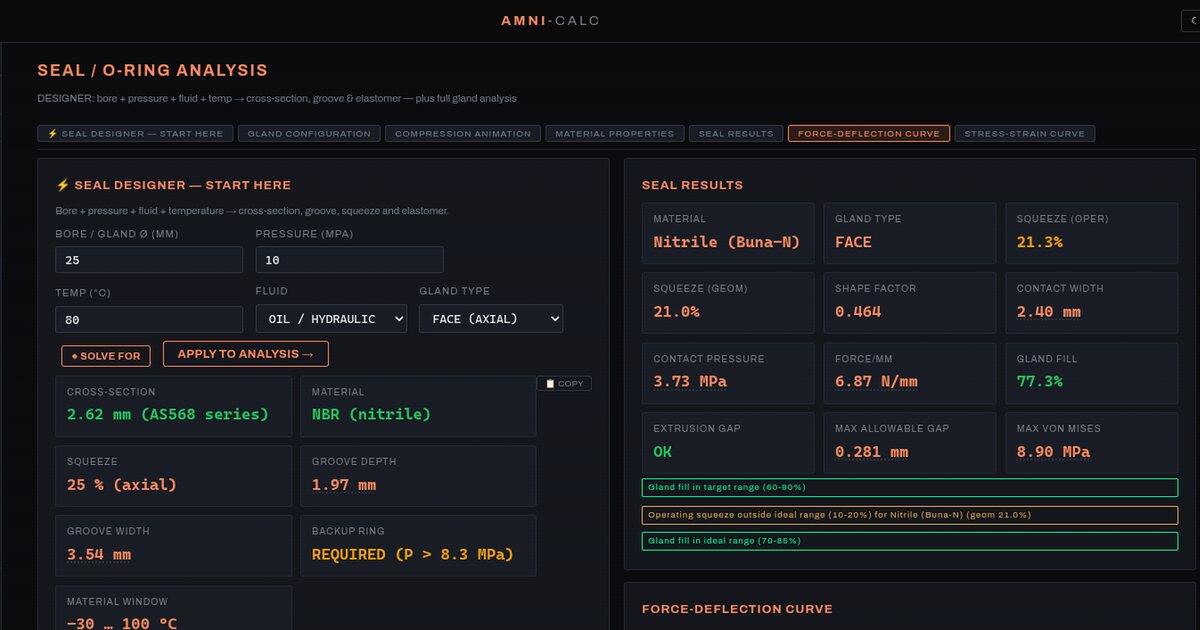 AMNI-CALC
SEAL / O-RING ANALYSIS
DESIGNER: bore + pressure + fluid + temp → cross-section, groove & elastomer — plus full gland analysis
⚡ SEAL DESIGNER — START HERE
GLAND CONFIGURATION
COMPRESSION ANIMATION
MATERIAL PROPERTIES
SEAL RESULTS
FORCE-DEFLECTION CURVE
STRESS-STRAIN CURVE
⚡ SEAL DESIGNER — START HERE
Bore + pressure + fluid + temperature → cross-section, groove, squeeze and elastomer.
BORE / GLAND Ø (MM)
PRESSURE (MPA)
25
10
TEMP (°C)
FLUID
GLAND TYPE
80
OIL / HYDRAULIC
FACE (AXIAL)
⬥ SOLVE FOR
APPLY TO ANALYSIS →
CROSS-SECTION
2.62 mm (AS568 series)
MATERIAL
NBR (nitrile)
📋 COPY
SQUEEZE
25 % (axial)
GROOVE DEPTH
1.97 mm
GROOVE WIDTH
3.54 mm
BACKUP RING
REQUIRED (P > 8.3 MPa)
MATERIAL WINDOW
−30 … 100 °C
SEAL RESULTS
MATERIAL
Nitrile (Buna-N)
GLAND TYPE
FACE
SQUEEZE (OPER)
21.3%
SQUEEZE (GEOM)
21.0%
SHAPE FACTOR
0.464
CONTACT WIDTH
2.40 mm
CONTACT PRESSURE
3.73 MPa
FORCE/MM
6.87 N/mm
GLAND FILL
77.3%
EXTRUSION GAP
OK
MAX ALLOWABLE GAP
0.281 mm
MAX VON MISES
8.90 MPa
Gland fill in target range (60-90%)
Operating squeeze outside ideal range (10-20%) for Nitrile (Buna-N) (geom 21.0%)
Gland fill in ideal range (70-85%)
FORCE-DEFLECTION CURVE